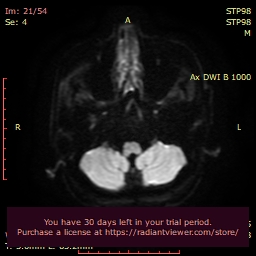 Im: 21/54
STP98
Se: 4
STP98
A
M
Ax DWI B 1000
R
L
You have 30 days left in your trial period.
Purchase a license at https://radiantviewer.com/store/